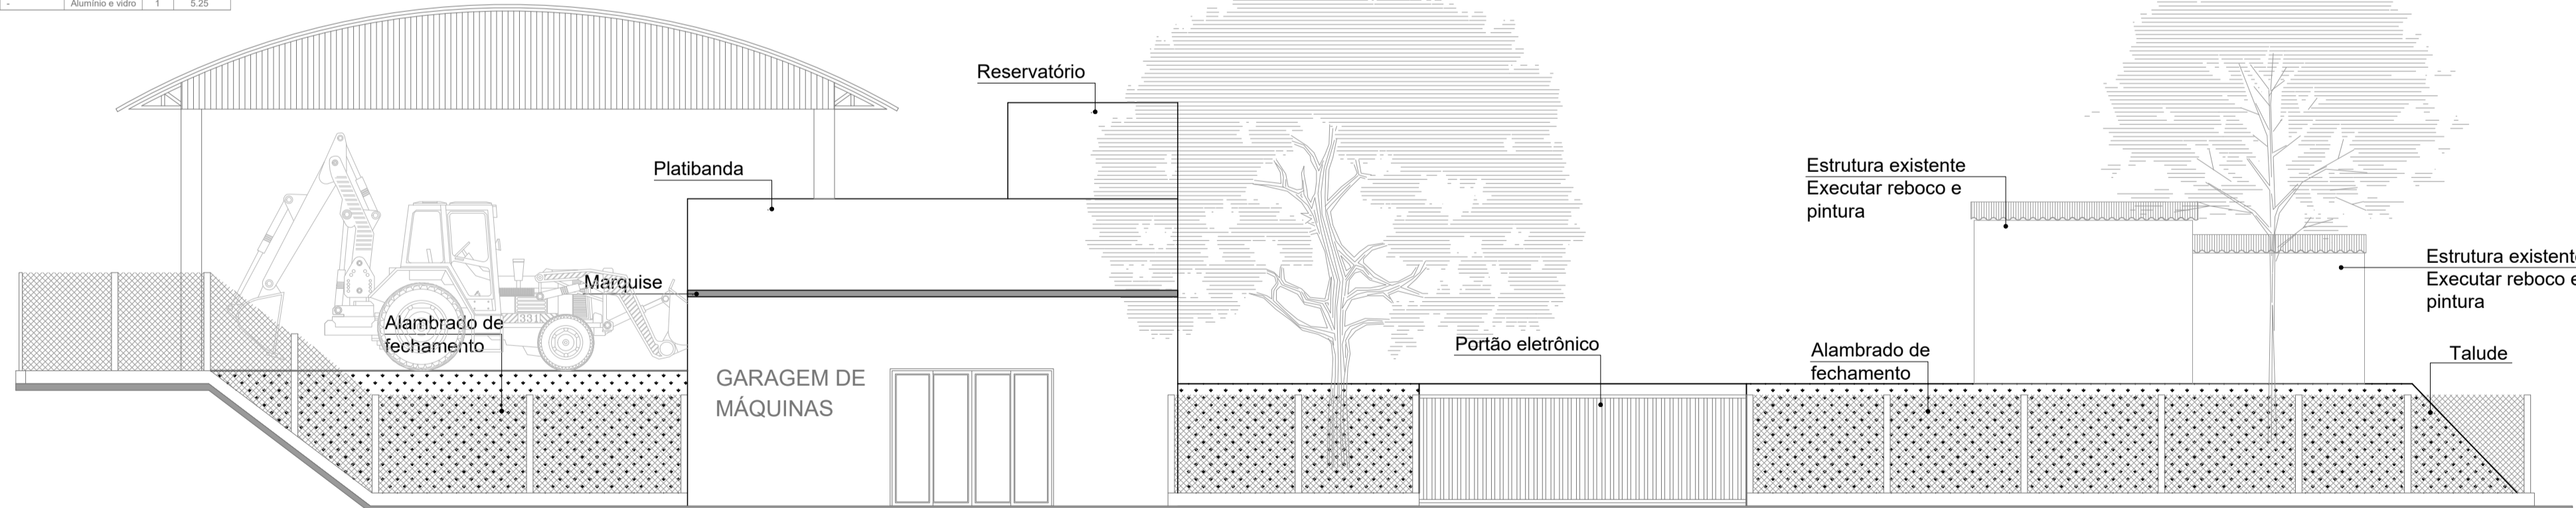 - Alumínio e vidro 1 5.25
Reservatório
Platibanda
Estrutura existente
Executar reboco e
pintura
Estrutura existente
Executar reboco e
pintura
Marquise
331
Alambrado de
fechamento
Portão eletrônico
Alambrado de
fechamento
Talude
GARAGEM DE
MÁQUINAS